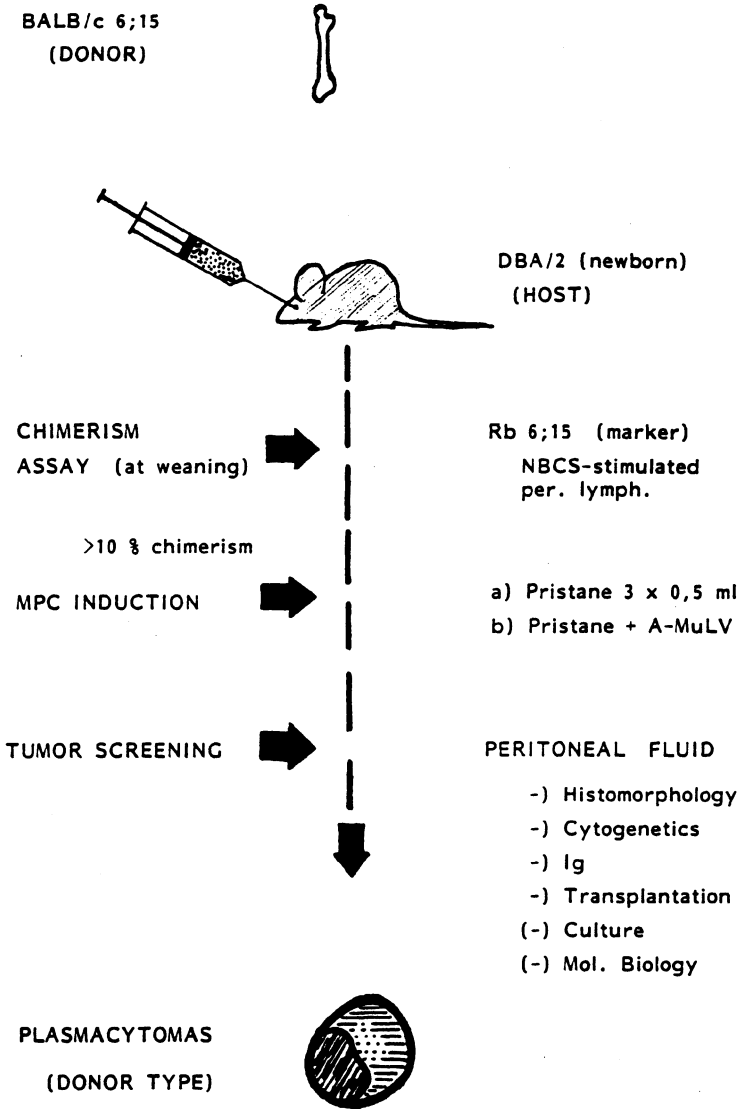 BALB/c 6;15
(DONOR)
DBA/2 (newborn)
(HOST)
CHIMERISM
ASSAY (at weaning)
Rb 6;15 (marker)
NBCS-stimulated
per. lymph.
>10 % chimerism
MPC INDUCTION
a) Pristane 3 x 0,5 ml
b) Pristane + A-MuLV
TUMOR SCREENING
PERITONEAL FLUID
-) Histomorphology
-) Cytogenetics
-) Ig
-) Transplantation
(-) Culture
(-) Mol. Biology
PLASMACYTOMAS
(DONOR TYPE)